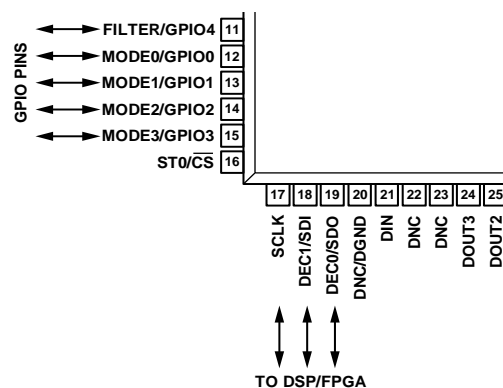 GPIO PINS
FILTER/GPIO4 11
MODE0/GPIO0 12
MODE1/GPIO1 13
MODE2/GPIO2 14
MODE3/GPIO3 15
ST0/C̅S̅ 16
17 18 19 20 21 22 23 24 25
SCLK
DEC1/SDI
DEC0/SDO
DNC/DGND
DIN
DNC
DNC
DOUT3
DOUT2
TO DSP/FPGA